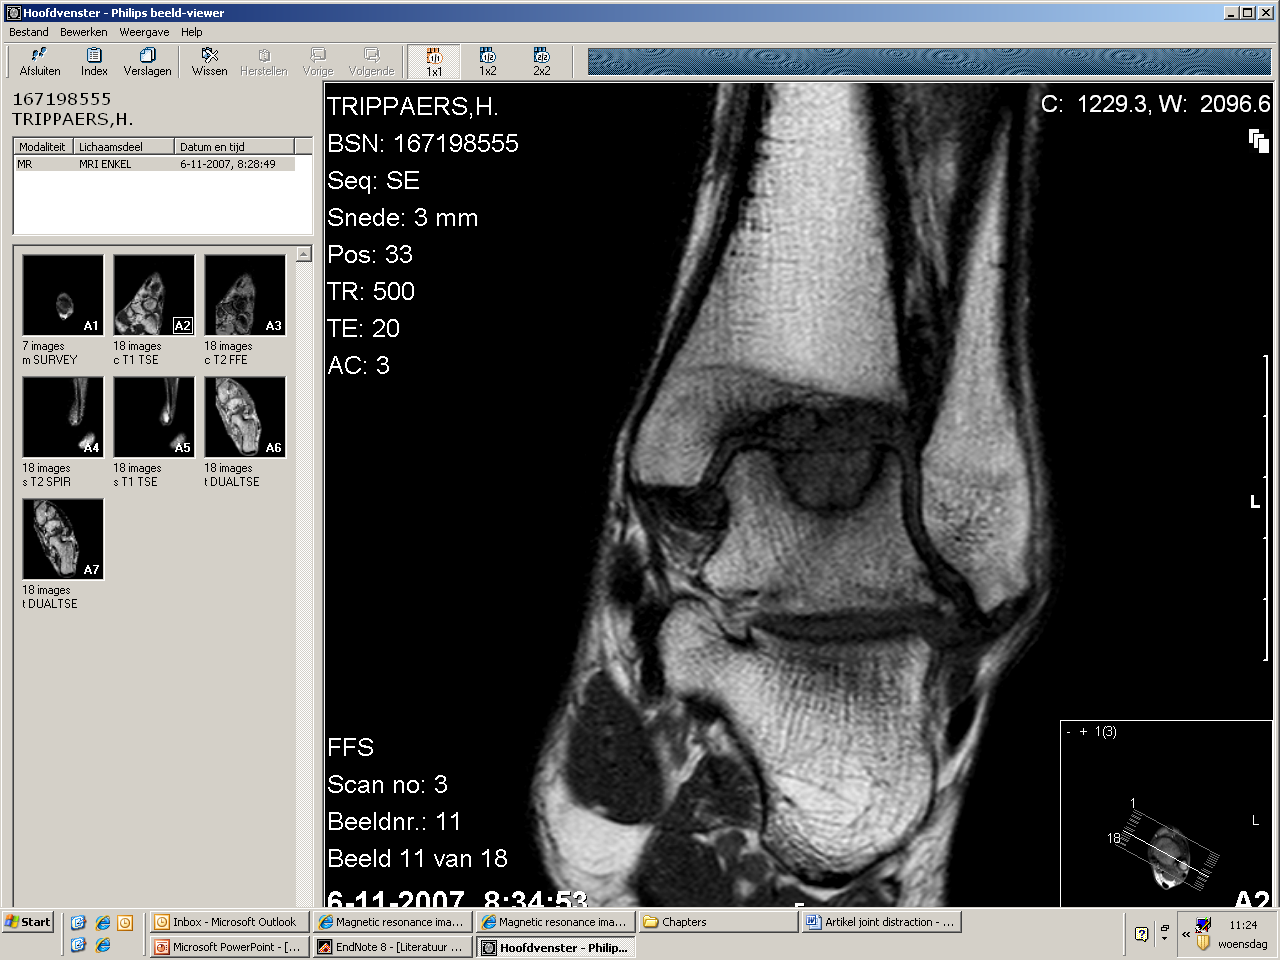 Hoofdvenster - Philips beeld-viewer
Bestand Bewerken Weergave Help
Afsluiten Index Verslagen Wissen Herstellen Vorige Volgende 1x1 1x2 2x2
167198555
TRIPPAERS,H.
Modaliteit Lichaamsdeel Datum en tijd
MR MRI ENKEL 6-11-2007, 8:28:49
A1 A2 A3
7 images 18 images 18 images
m SURVEY c T1 TSE c T2 FFE
A4 A5 A6
18 images 18 images 18 images
s T2 SPIR s T1 TSE t DUALTSE
A7
18 images
t DUALTSE
TRIPPAERS,H.
BSN: 167198555
Seq: SE
Snede: 3 mm
Pos: 33
TR: 500
TE: 20
AC: 3
C: 1229.3, W: 2096.6
L
FFS
Scan no: 3
Beeldnr.: 11
Beeld 11 van 18
6-11-2007 8:34:53
- + 1(3)
1
18
L
A2
Start Inbox - Microsoft Outlook Magnetic resonance ima... Magnetic resonance ima... Chapters Artikel joint distraction - ...
Microsoft PowerPoint - [... EndNote 8 - [Literatuur ... Hoofdvenster - Philip...
« 11:24
woensdag